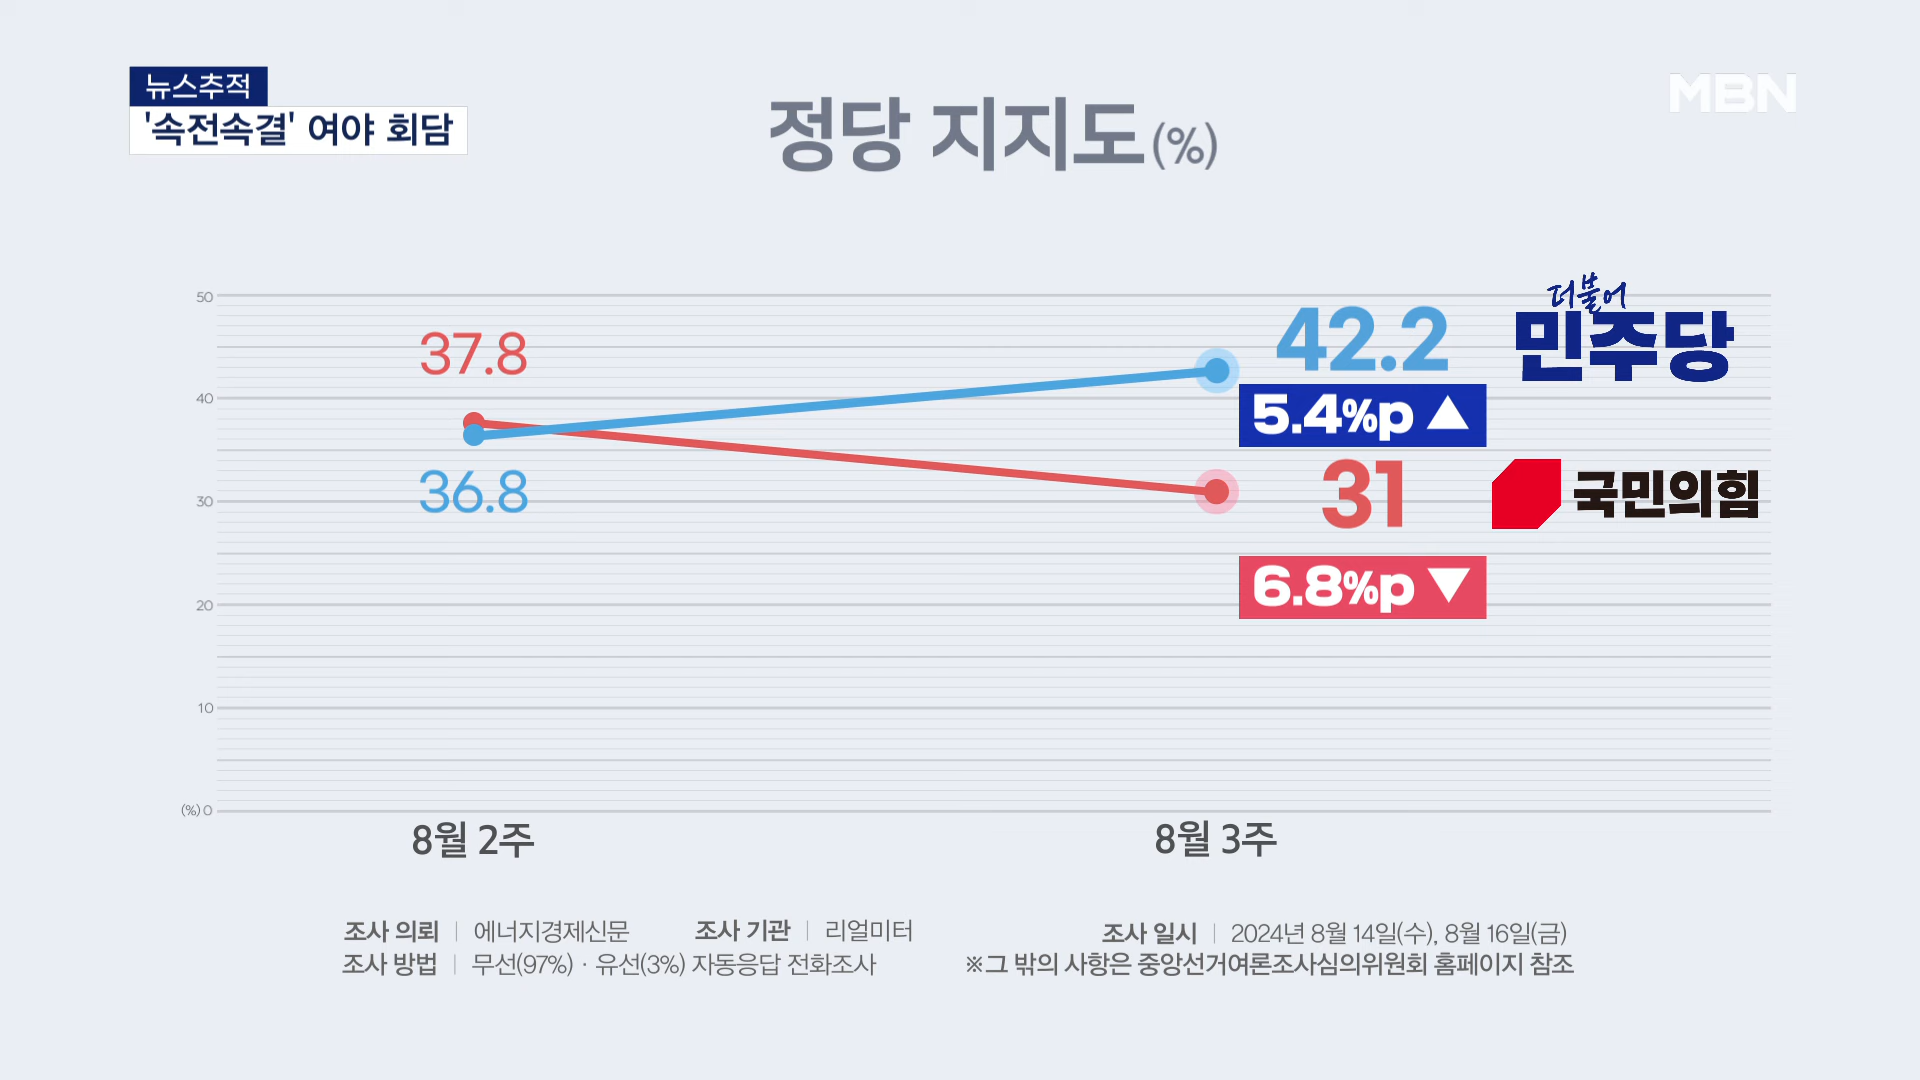 뉴스추적
'속전속결' 여야 회담
MBN
정당 지지도(%)
50
40
30
20
10
(%) 0
37.8
36.8
42.2
5.4%p ▲
31
6.8%p ▼
더불어
민주당
국민의힘
8월 2주
8월 3주
조사 의뢰 | 에너지경제신문 조사 기관 | 리얼미터
조사 일시 | 2024년 8월 14일(수), 8월 16일(금)
조사 방법 | 무선(97%) · 유선(3%) 자동응답 전화조사
※그 밖의 사항은 중앙선거여론조사심의위원회 홈페이지 참조